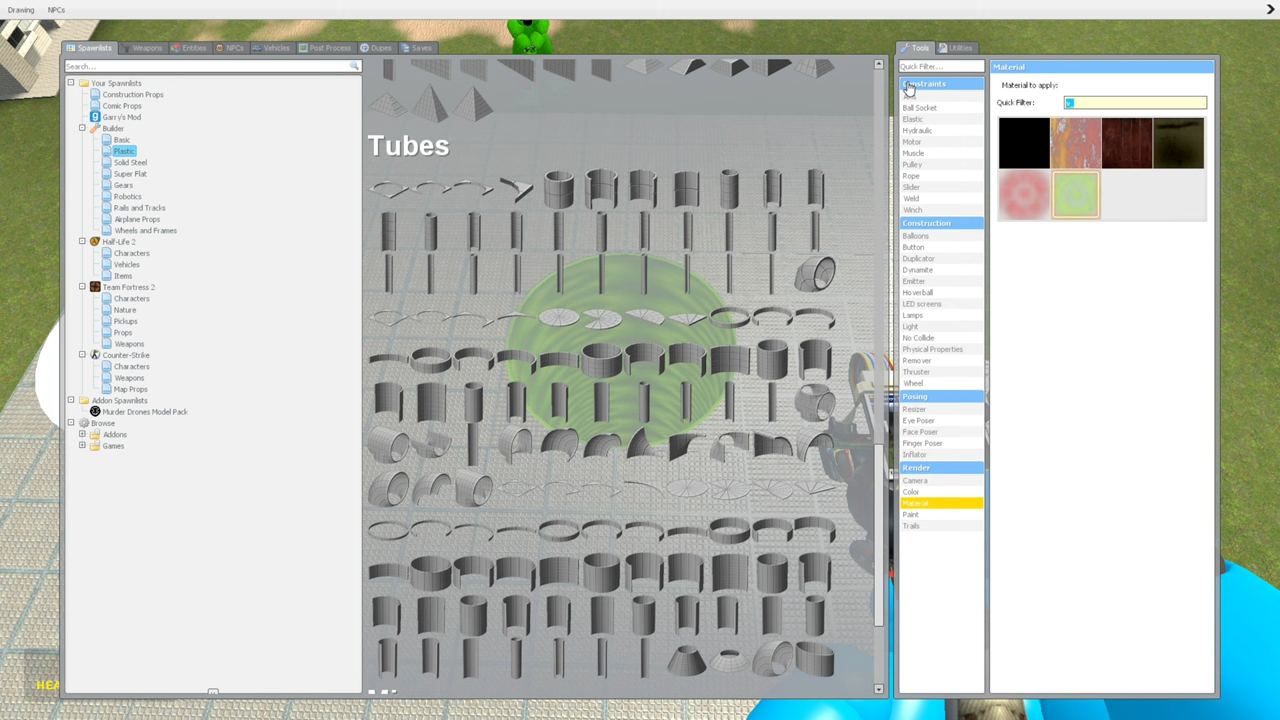 Drawing NPCs
Spawnlists Weapons Entities NPCs Vehicles Post Process Dupes Saves
Tools Utilities
Search...
Your Spawnlists
Construction Props
Comic Props
Garry's Mod
Builder
Basic
Plastic
Solid Steel
Super Flat
Gears
Robotics
Rails and Tracks
Airplane Props
Wheels and Frames
Half-Life 2
Characters
Vehicles
Items
Team Fortress 2
Characters
Nature
Pickups
Props
Weapons
Counter-Strike
Characters
Weapons
Map Props
Addon Spawnlists
Murder Drones Model Pack
Browse
Addons
Games
Tubes
Quick Filter...
Constraints
Ball Socket
Elastic
Hydraulic
Motor
Muscle
Pulley
Rope
Slider
Weld
Winch
Construction
Balloons
Button
Duplicator
Dynamite
Emitter
Hoverball
LED screens
Lamps
Light
No Collide
Physical Properties
Remover
Thruster
Wheel
Posing
Resizer
Eye Poser
Face Poser
Finger Poser
Inflator
Render
Camera
Color
Material
Paint
Trails
Material
Material to apply:
Quick Filter:
HEA